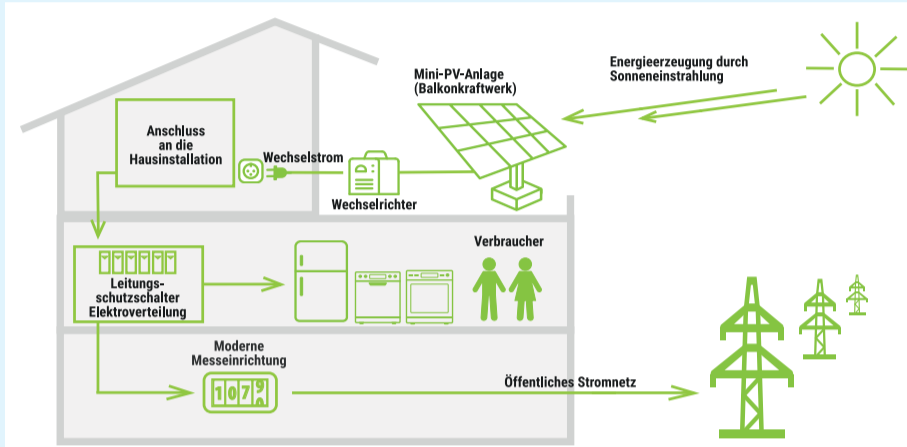 Energieerzeugung durch
Sonneneinstrahlung
Mini-PV-Anlage
(Balkonkraftwerk)
Anschluss
an die
Hausinstallation
Wechselstrom
Wechselrichter
Verbraucher
Leitungs-
schutzschalter
Elektroverteilung
Moderne
Messeinrichtung
107
Öffentliches Stromnetz